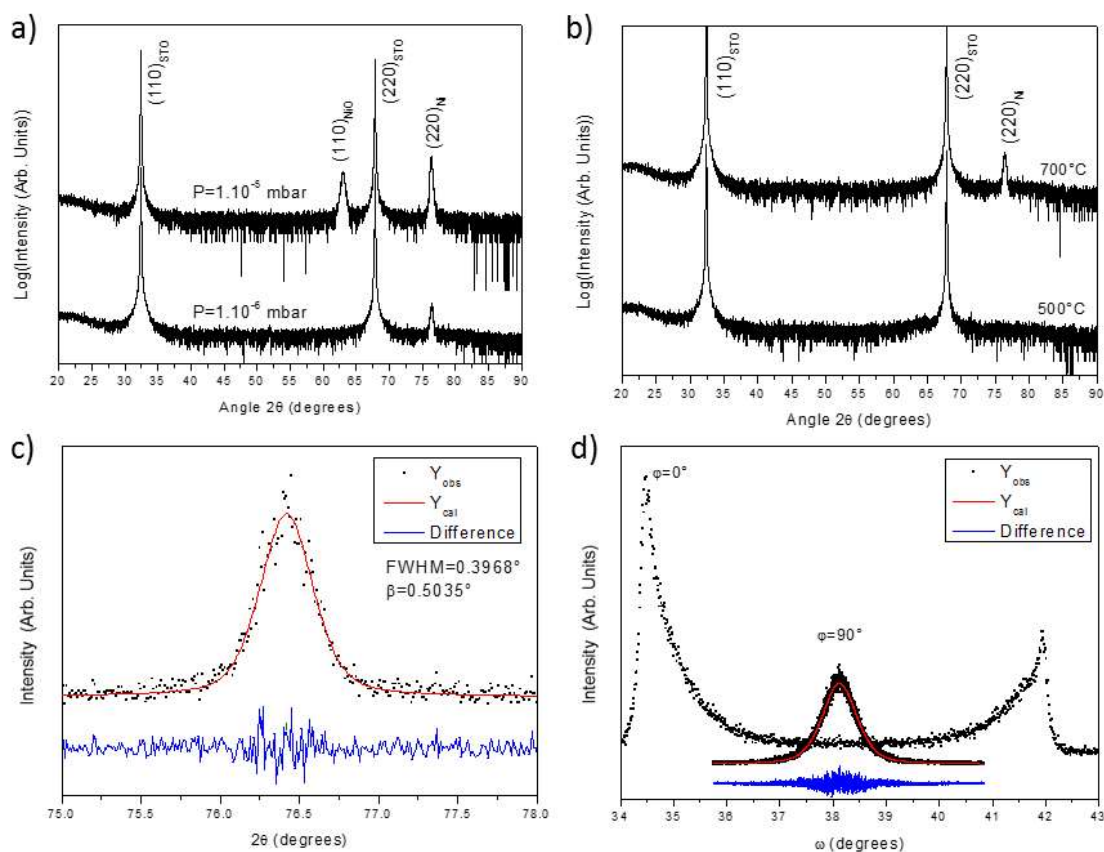 a)
Log(Intensity (Arb. Units))
(110)STO
(110)NiO
(220)STO
(220)Ni
P=1.10-5 mbar
P=1.10-6 mbar
20 25 30 35 40 45 50 55 60 65 70 75 80 85 90
Angle 2θ (degrees)
b)
Log(Intensity (Arb. Units))
(110)STO
(220)STO
(220)Ni
700°C
500°C
20 25 30 35 40 45 50 55 60 65 70 75 80 85 90
Angle 2θ (degrees)
c)
Intensity (Arb. Units)
Yobs
Ycal
Difference
FWHM=0.3968°
β=0.5035°
75.0 75.5 76.0 76.5 77.0 77.5 78.0
2θ (degrees)
d)
Intensity (Arb. Units)
φ=0°
φ=90°
Yobs
Ycal
Difference
34 35 36 37 38 39 40 41 42 43
ω (degrees)